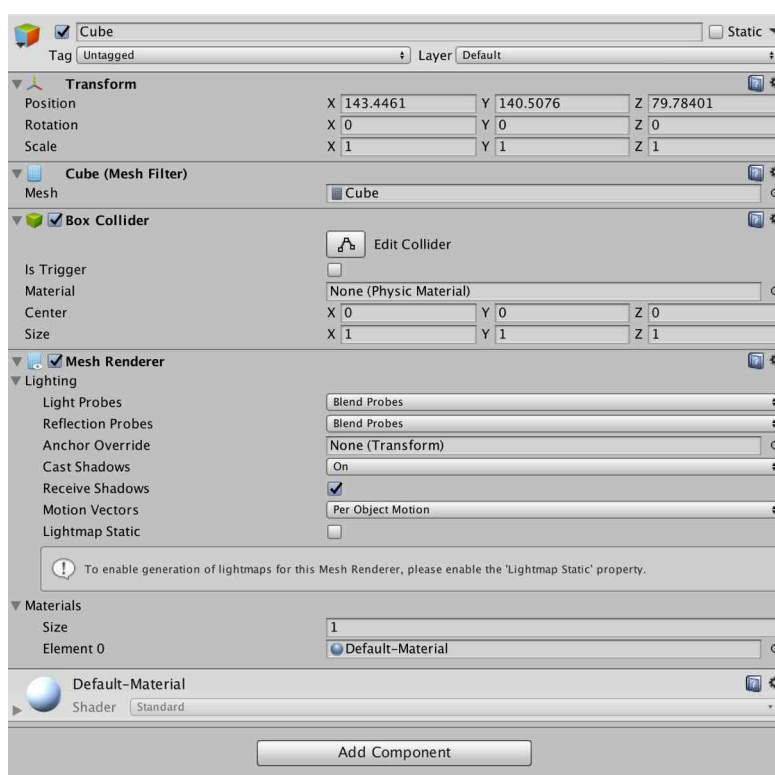 Cube Static
Tag Untagged Layer Default
Transform
Position X 143.4461 Y 140.5076 Z 79.78401
Rotation X 0 Y 0 Z 0
Scale X 1 Y 1 Z 1
Cube (Mesh Filter)
Mesh Cube
Box Collider
Edit Collider
Is Trigger
Material None (Physic Material)
Center X 0 Y 0 Z 0
Size X 1 Y 1 Z 1
Mesh Renderer
Lighting
Light Probes Blend Probes
Reflection Probes Blend Probes
Anchor Override None (Transform)
Cast Shadows On
Receive Shadows
Motion Vectors Per Object Motion
Lightmap Static
To enable generation of lightmaps for this Mesh Renderer, please enable the 'Lightmap Static' property.
Materials
Size 1
Element 0 Default-Material
Default-Material
Shader Standard
Add Component